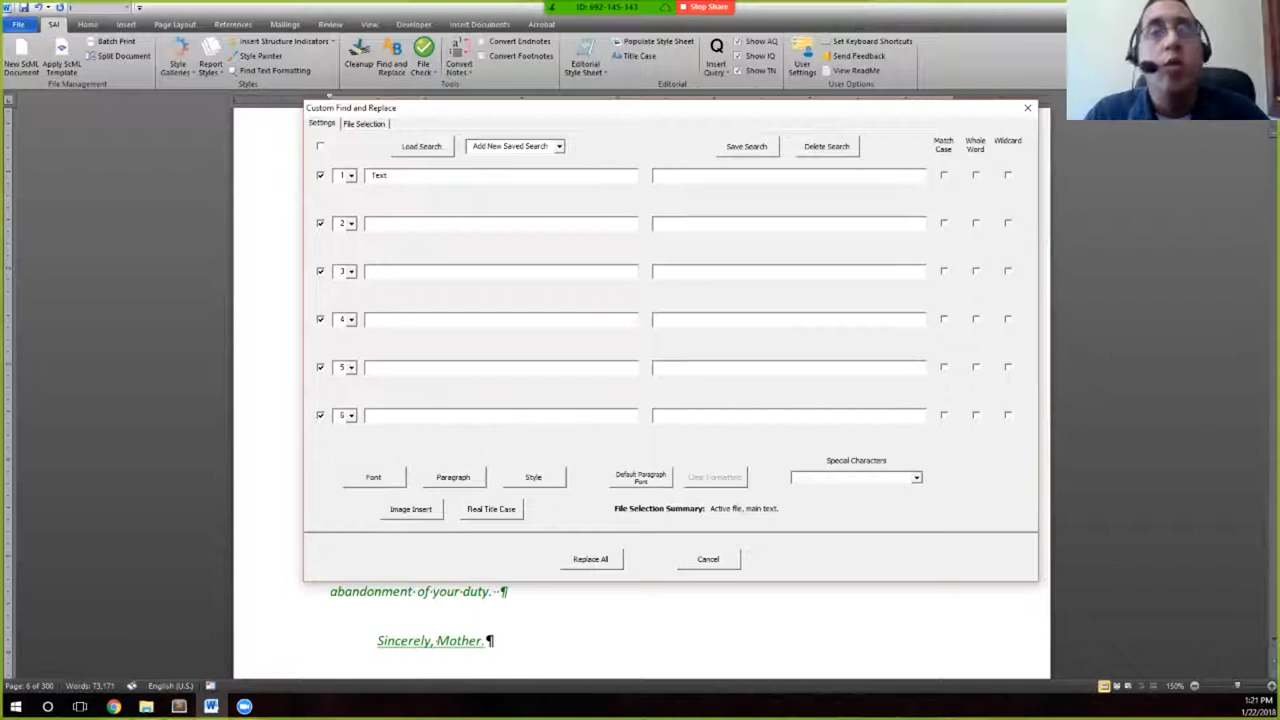 ID: 692-145-143 Stop Share
File SAI Home Insert Page Layout References Mailings Review View Developer Insert Documents Acrobat
Batch Print Insert Structure Indicators Convert Endnotes Populate Style Sheet Show AQ Set Keyboard Shortcuts
Split Document Style Painter Convert Footnotes Title Case Show IQ Send Feedback
New ScML Document Apply ScML Template Style Galleries Report Styles Find Text Formatting Cleanup Find and Replace File Check Convert Notes Editorial Style Sheet Insert Query Show TN User Settings View ReadMe
File Management Styles Tools Editorial User Options
Custom Find and Replace
Settings File Selection
Load Search Add New Saved Search Save Search Delete Search Match Case Whole Word Wildcard
1 Text
2
3
4
5
6
Special Characters
Font Paragraph Style Default Paragraph Font Clear Formatting
Image Insert Real Title Case File Selection Summary: Active file, main text.
Replace All Cancel
abandonment of your duty. ¶
Sincerely, Mother. ¶
Page: 6 of 300 Words: 73,171 English (U.S.) 150%
1:21 PM
1/22/2018